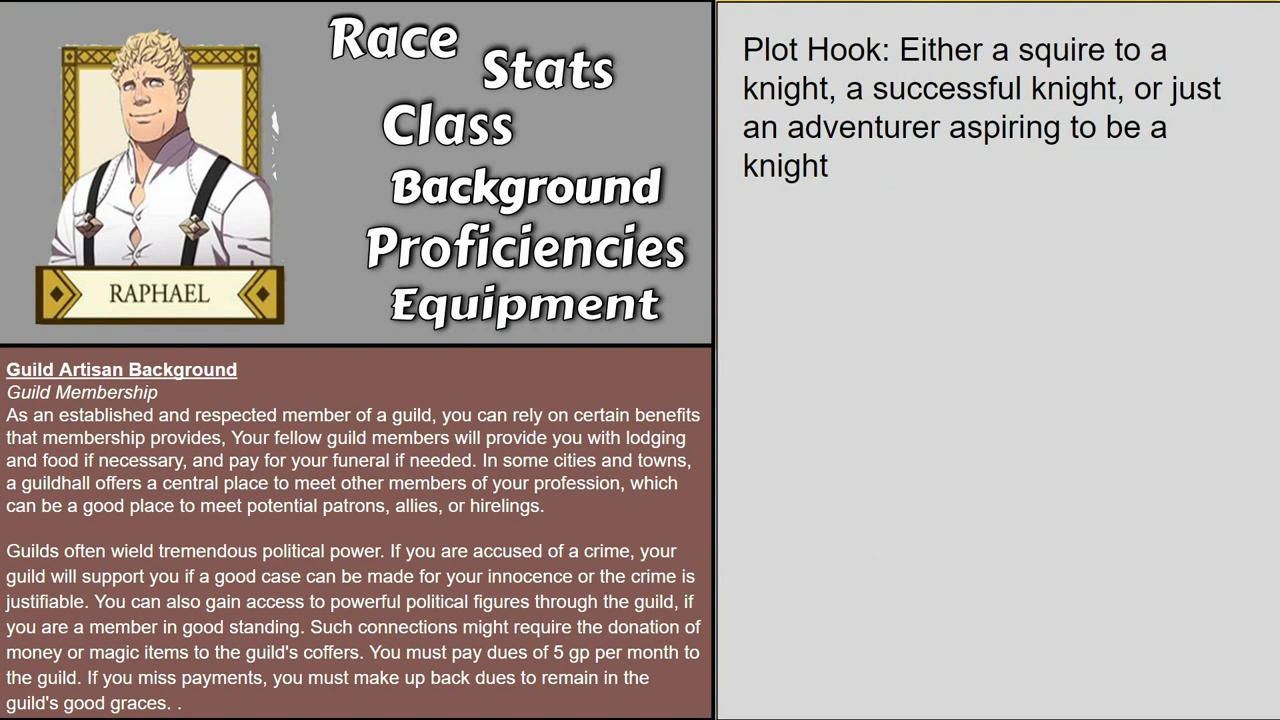 Race
Stats
Class
Background
Proficiencies
Equipment
RAPHAEL
Guild Artisan Background
Guild Membership
As an established and respected member of a guild, you can rely on certain benefits
that membership provides, Your fellow guild members will provide you with lodging
and food if necessary, and pay for your funeral if needed. In some cities and towns,
a guildhall offers a central place to meet other members of your profession, which
can be a good place to meet potential patrons, allies, or hirelings.
Guilds often wield tremendous political power. If you are accused of a crime, your
guild will support you if a good case can be made for your innocence or the crime is
justifiable. You can also gain access to powerful political figures through the guild, if
you are a member in good standing. Such connections might require the donation of
money or magic items to the guild's coffers. You must pay dues of 5 gp per month to
the guild. If you miss payments, you must make up back dues to remain in the
guild's good graces. .
Plot Hook: Either a squire to a
knight, a successful knight, or just
an adventurer aspiring to be a
knight